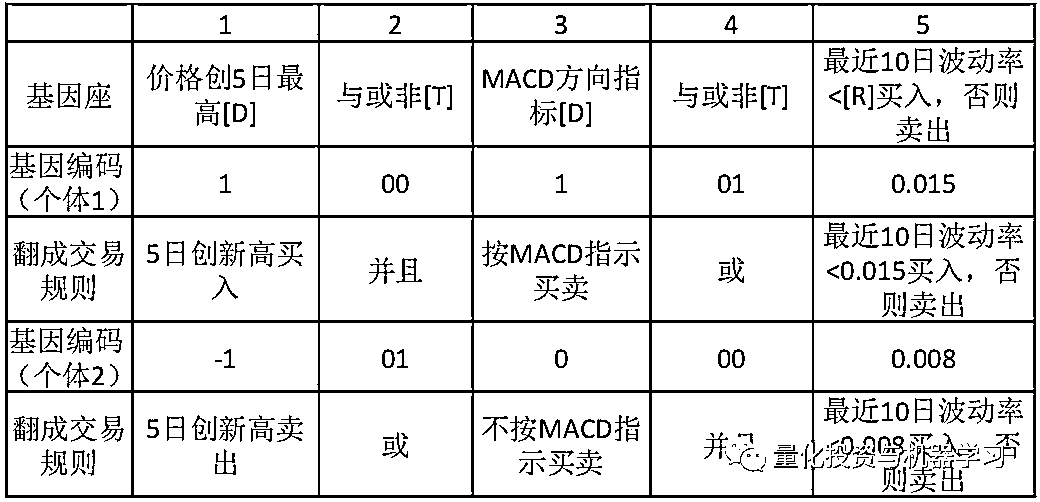 1 2 3 4 5
基因座
价格创5日最
高[D]
与或非[T]
MACD方向指
标[D]
与或非[T]
最近10日波动率
<[R]买入，否则
卖出
基因编码
（个体1）
1
00
1
01
0.015
翻成交易
规则
5日创新高买
入
并且
按MACD指示
买卖
或
最近10日波动率
<0.015买入，否
则卖出
基因编码
（个体2）
-1
01
0
00
0.008
翻成交易
规则
5日创新高卖
出
或
不按MACD指
示买卖
并
最近10日波动率
<0.008买入，否
则卖出
量化投资与机器学习